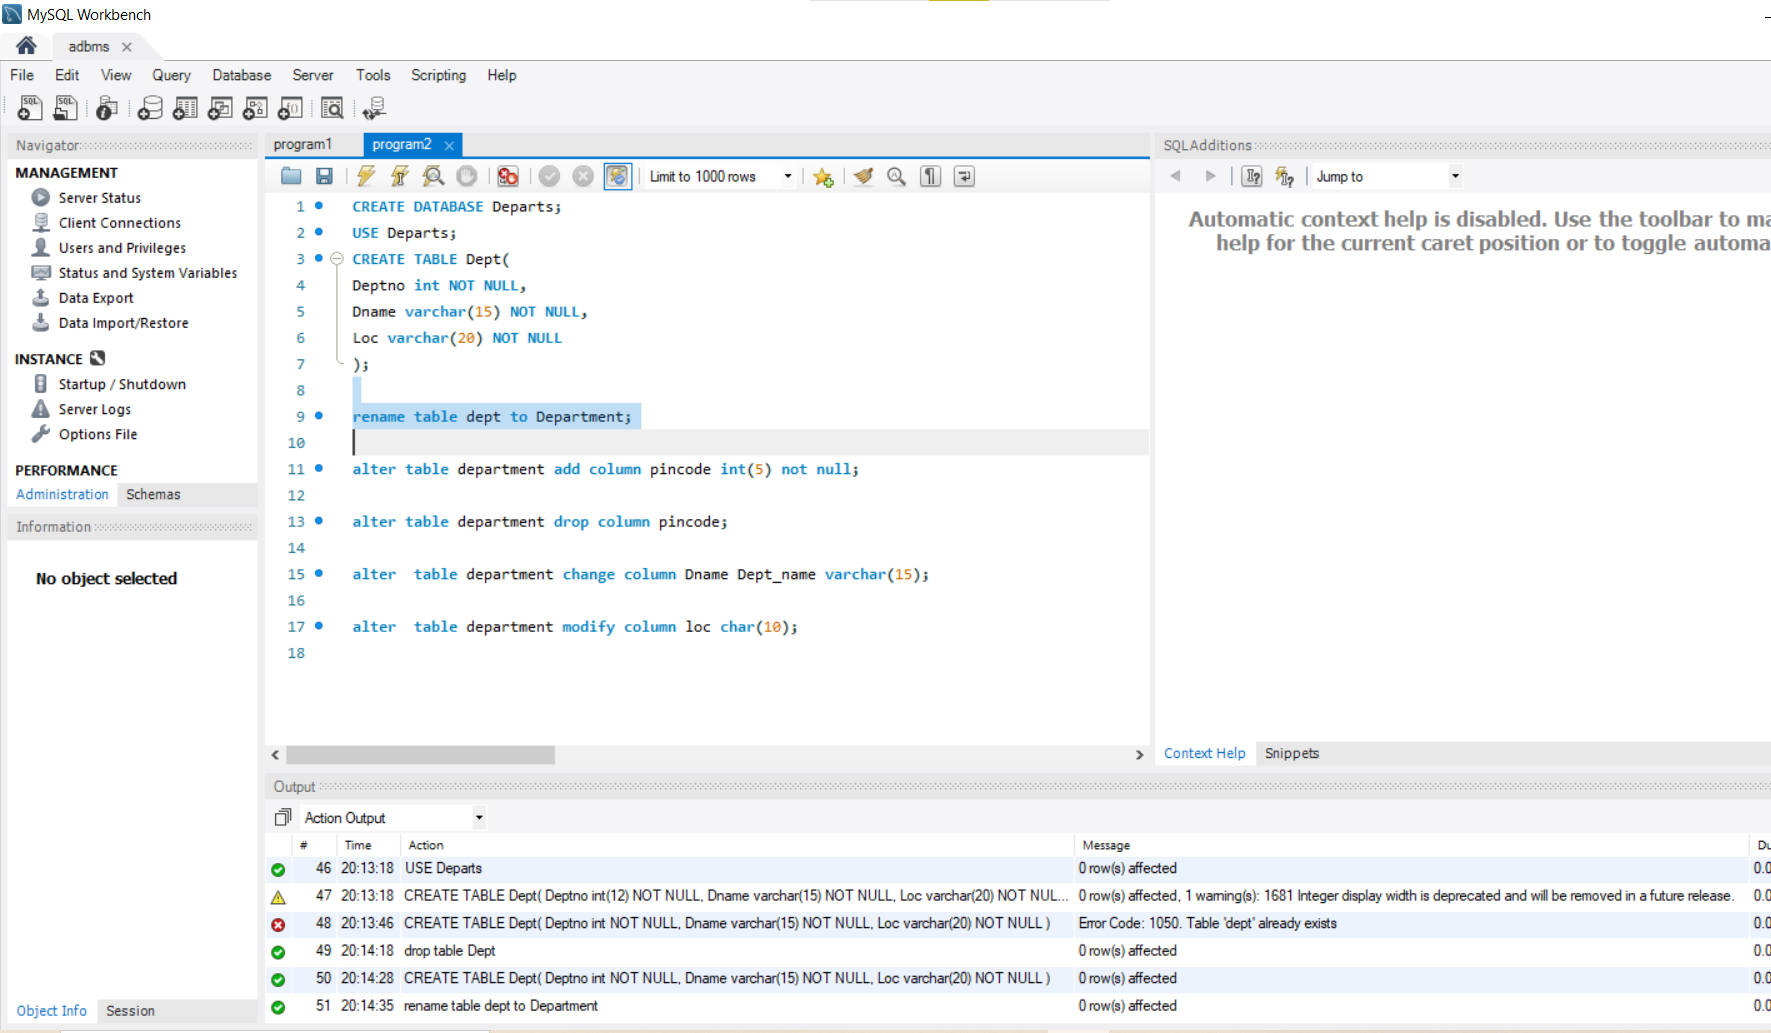 MySQL Workbench
adbms
File Edit View Query Database Server Tools Scripting Help
Navigator
MANAGEMENT
Server Status
Client Connections
Users and Privileges
Status and System Variables
Data Export
Data Import/Restore
INSTANCE
Startup / Shutdown
Server Logs
Options File
PERFORMANCE
Administration Schemas
Information
No object selected
Object Info Session
program1 program2
Limit to 1000 rows
1 CREATE DATABASE Departs;
2 USE Departs;
3 CREATE TABLE Dept(
4 Deptno int NOT NULL,
5 Dname varchar(15) NOT NULL,
6 Loc varchar(20) NOT NULL
7 );
8
9 rename table dept to Department;
10
11 alter table department add column pincode int(5) not null;
12
13 alter table department drop column pincode;
14
15 alter  table department change column Dname Dept_name varchar(15);
16
17 alter  table department modify column loc char(10);
18
SQLAdditions
Jump to
Automatic context help is disabled. Use the toolbar to ma
help for the current caret position or to toggle automa
Context Help Snippets
Output
Action Output
# Time Action Message Du
46 20:13:18 USE Departs 0 row(s) affected 0.0
47 20:13:18 CREATE TABLE Dept( Deptno int(12) NOT NULL, Dname varchar(15) NOT NULL, Loc varchar(20) NOT NUL... 0 row(s) affected, 1 warning(s): 1681 Integer display width is deprecated and will be removed in a future release. 0.0
48 20:13:46 CREATE TABLE Dept( Deptno int NOT NULL, Dname varchar(15) NOT NULL, Loc varchar(20) NOT NULL ) Error Code: 1050. Table 'dept' already exists 0.0
49 20:14:18 drop table Dept 0 row(s) affected 0.0
50 20:14:28 CREATE TABLE Dept( Deptno int NOT NULL, Dname varchar(15) NOT NULL, Loc varchar(20) NOT NULL ) 0 row(s) affected 0.0
51 20:14:35 rename table dept to Department 0 row(s) affected 0.0